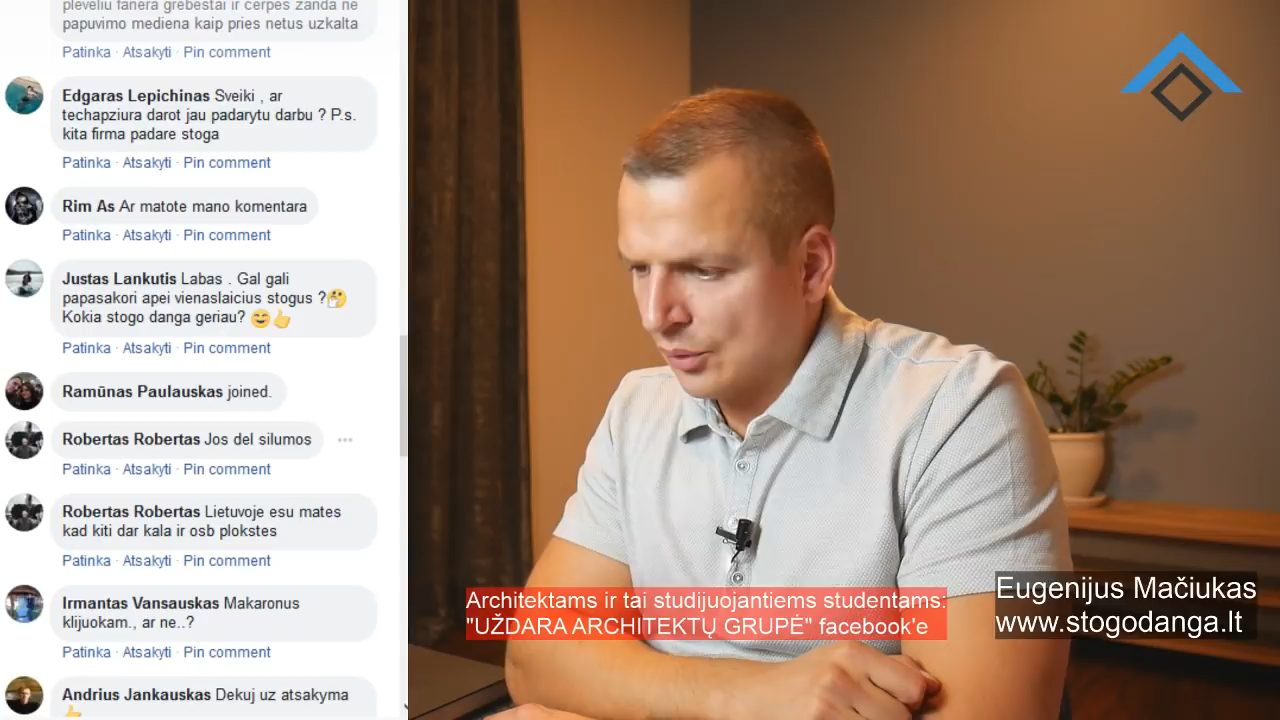 pleveliu fanera grebestai ir cerpes zanda ne
papuvimo mediena kaip pries netus uzkalta
Patinka · Atsakyti · Pin comment
Edgaras Lepichinas Sveiki , ar
techapziura darot jau padarytu darbu ? P.s.
kita firma padare stoga
Patinka · Atsakyti · Pin comment
Rim As Ar matote mano komentara
Patinka · Atsakyti · Pin comment
Justas Lankutis Labas . Gal gali
papasakori apei vienaslaicius stogus ?🤔
Kokia stogo danga geriau? 😄👍
Patinka · Atsakyti · Pin comment
Ramūnas Paulauskas joined.
Robertas Robertas Jos del silumos
Patinka · Atsakyti · Pin comment
Robertas Robertas Lietuvoje esu mates
kad kiti dar kala ir osb plokstes
Patinka · Atsakyti · Pin comment
Irmantas Vansauskas Makaronus
klijuokam., ar ne..?
Patinka · Atsakyti · Pin comment
Andrius Jankauskas Dekuj uz atsakyma
Architektams ir tai studijuojantiems studentams:
"UŽDARA ARCHITEKTŲ GRUPĖ" facebook'e
Eugenijus Mačiukas
www.stogodanga.lt